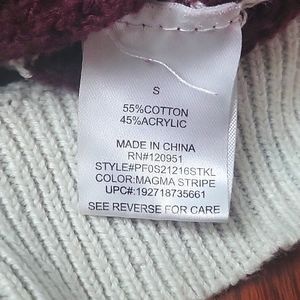 S
55%COTTON
45%ACRYLIC
MADE IN CHINA
RN#120951
STYLE#PF0S21216STKL
COLOR:MAGMA STRIPE
UPC#:192718735661
SEE REVERSE FOR CARE